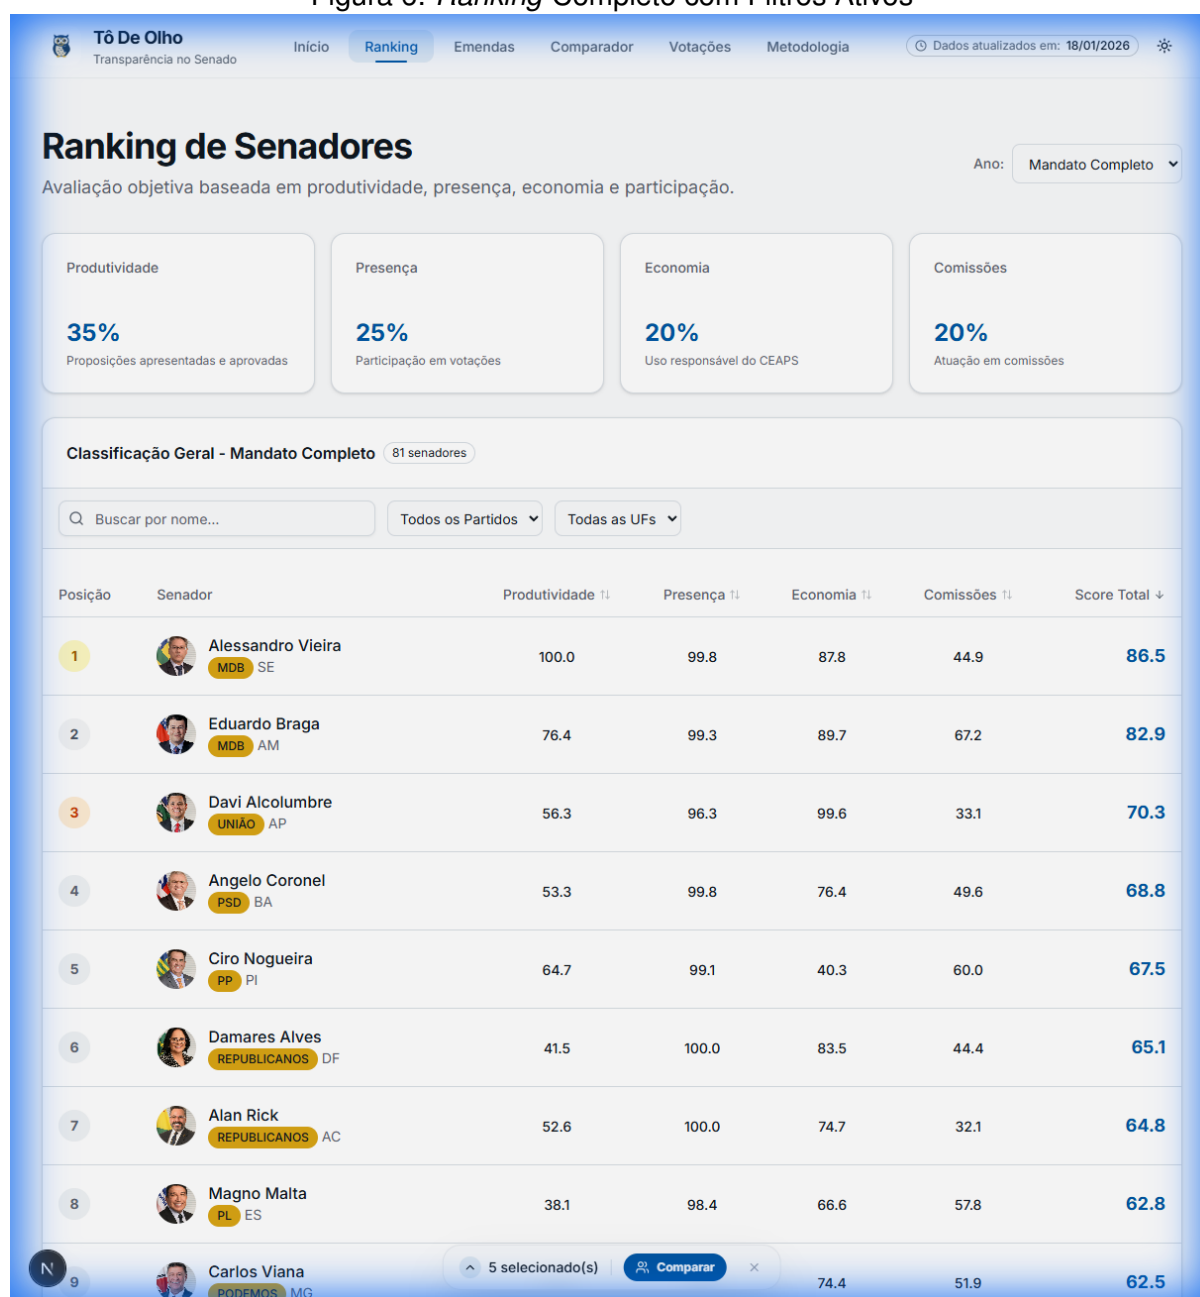 Figura 6: Ranking Completo com Filtros Ativos
Tô De Olho
Transparência no Senado
Início Ranking Emendas Comparador Votações Metodologia
Dados atualizados em: 18/01/2026
Ranking de Senadores
Avaliação objetiva baseada em produtividade, presença, economia e participação.
Ano: Mandato Completo
Produtividade
35%
Proposições apresentadas e aprovadas
Presença
25%
Participação em votações
Economia
20%
Uso responsável do CEAPS
Comissões
20%
Atuação em comissões
Classificação Geral - Mandato Completo 81 senadores
Buscar por nome... Todos os Partidos Todas as UFs
Posição Senador Produtividade ↑↓ Presença ↑↓ Economia ↑↓ Comissões ↑↓ Score Total ↓
1 Alessandro Vieira 100.0 99.8 87.8 44.9 86.5
MDB SE
2 Eduardo Braga 76.4 99.3 89.7 67.2 82.9
MDB AM
3 Davi Alcolumbre 56.3 96.3 99.6 33.1 70.3
UNIÃO AP
4 Angelo Coronel 53.3 99.8 76.4 49.6 68.8
PSD BA
5 Ciro Nogueira 64.7 99.1 40.3 60.0 67.5
PP PI
6 Damares Alves 41.5 100.0 83.5 44.4 65.1
REPUBLICANOS DF
7 Alan Rick 52.6 100.0 74.7 32.1 64.8
REPUBLICANOS AC
8 Magno Malta 38.1 98.4 66.6 57.8 62.8
PL ES
9 Carlos Viana 74.4 51.9 62.5
PODEMOS MG
N
5 selecionado(s) Comparar ×